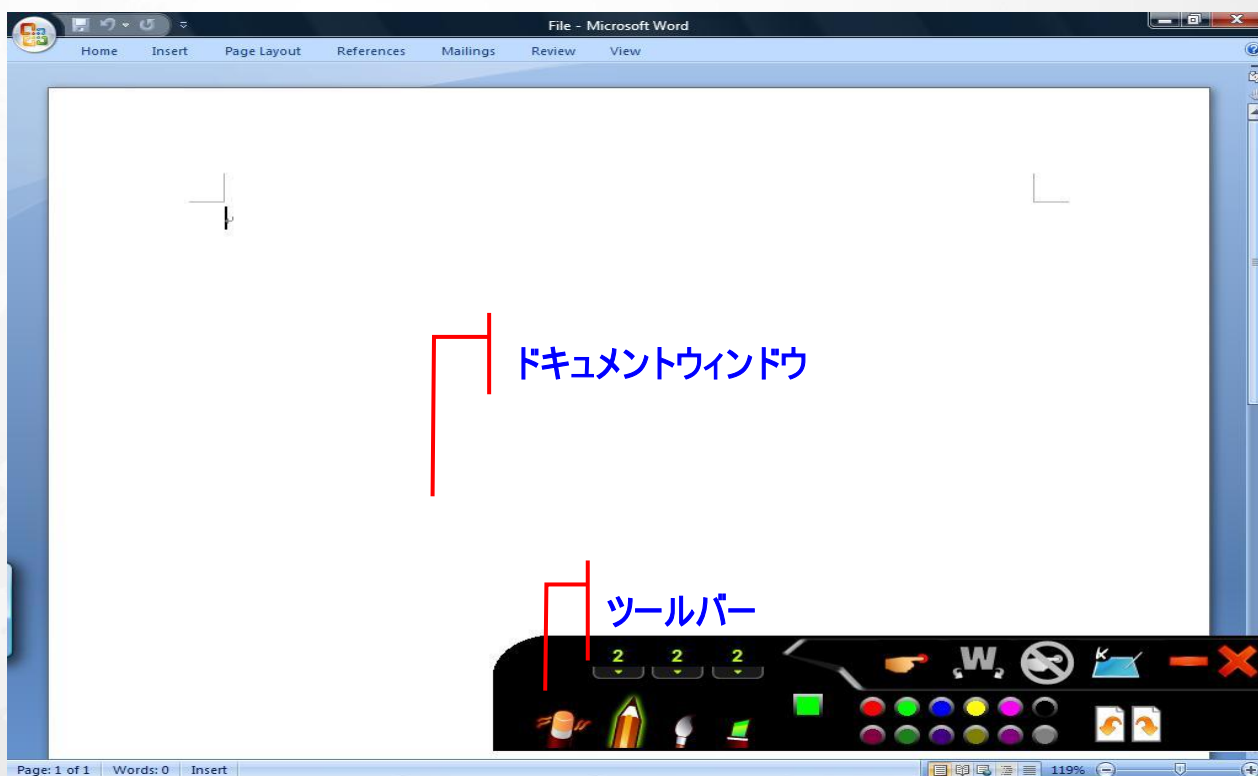 File - Microsoft Word
Home Insert Page Layout References Mailings Review View
ドキュメントウィンドウ
ツールバー
2 2 2
W
K
Page: 1 of 1 Words: 0 Insert 119%